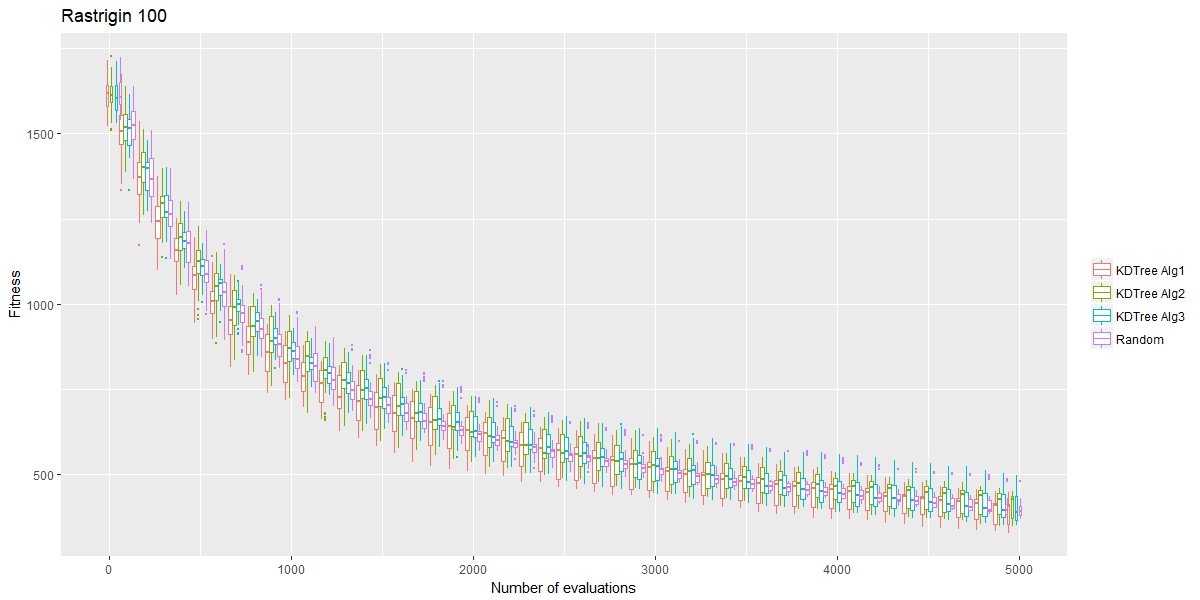 Rastrigin 100
Fitness
1500
1000
500
0
1000
2000
3000
4000
5000
Number of evaluations
KDTree Alg1
KDTree Alg2
KDTree Alg3
Random